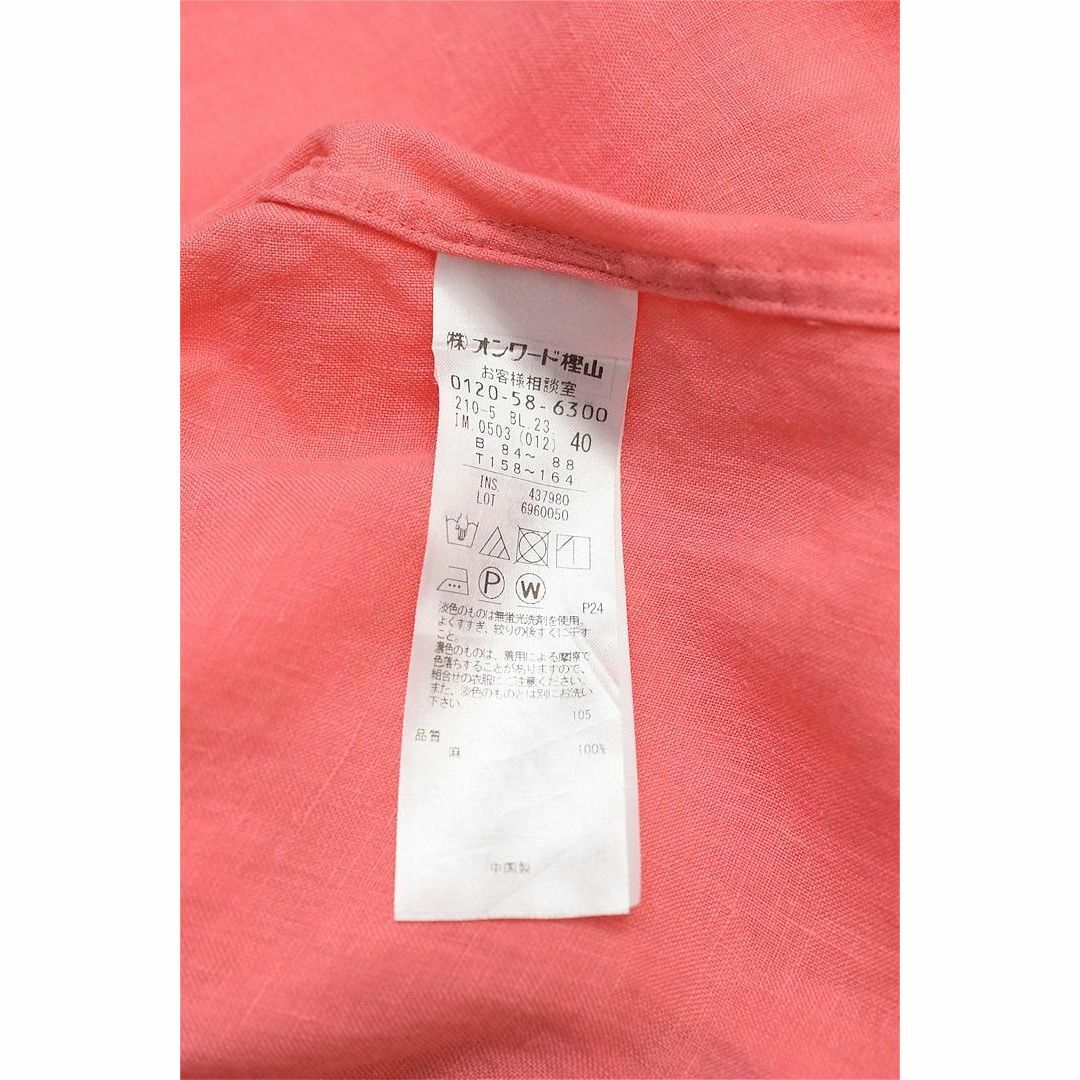 (株)オンワード樫山
お客様相談室
0120-58-6300
210-5 BL.23.
IM.0503(012) 40
B 84～ 88
T158～164
INS. 437980
LOT 6960050
P
W
P24
淡色のものは無蛍光洗剤を使用。
よくすすぎ、絞りの後すぐに干す
こと。
濃色のものは、着用による摩擦で
色落ちすることがありますので、
組合せの衣服にご注意ください。
また、淡色のものとは別にお洗い
下さい。
105
品質
麻 100%
中国製